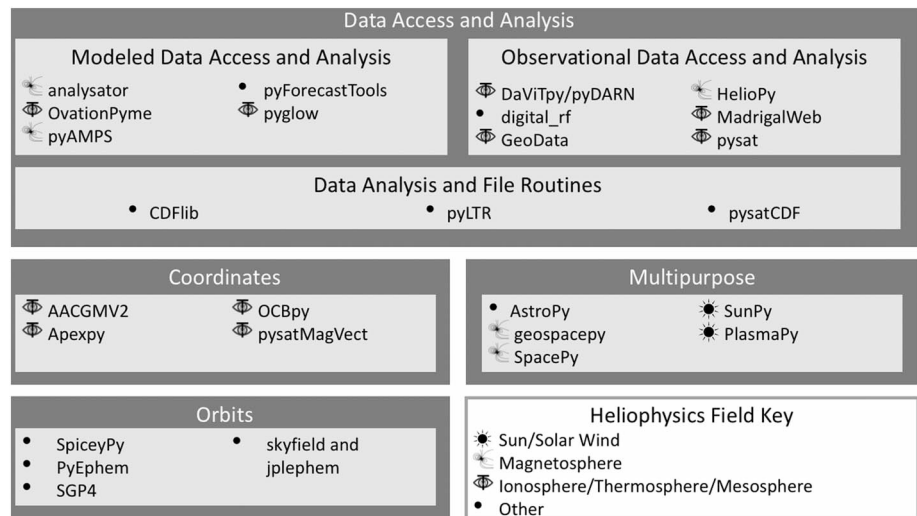 Data Access and Analysis
Modeled Data Access and Analysis
analysator
OvationPyme
pyAMPS
pyForecastTools
pyglow
Observational Data Access and Analysis
DaViTpy/pyDARN
digital_rf
GeoData
HelioPy
MadrigalWeb
pysat
Data Analysis and File Routines
CDFlib
pyLTR
pysatCDF
Coordinates
AACGMV2
Apexpy
OCBpy
pysatMagVect
Multipurpose
AstroPy
geospacepy
SpacePy
SunPy
PlasmaPy
Orbits
SpiceyPy
PyEphem
SGP4
skyfield and
jplephem
Heliophysics Field Key
Sun/Solar Wind
Magnetosphere
Ionosphere/Thermosphere/Mesosphere
Other